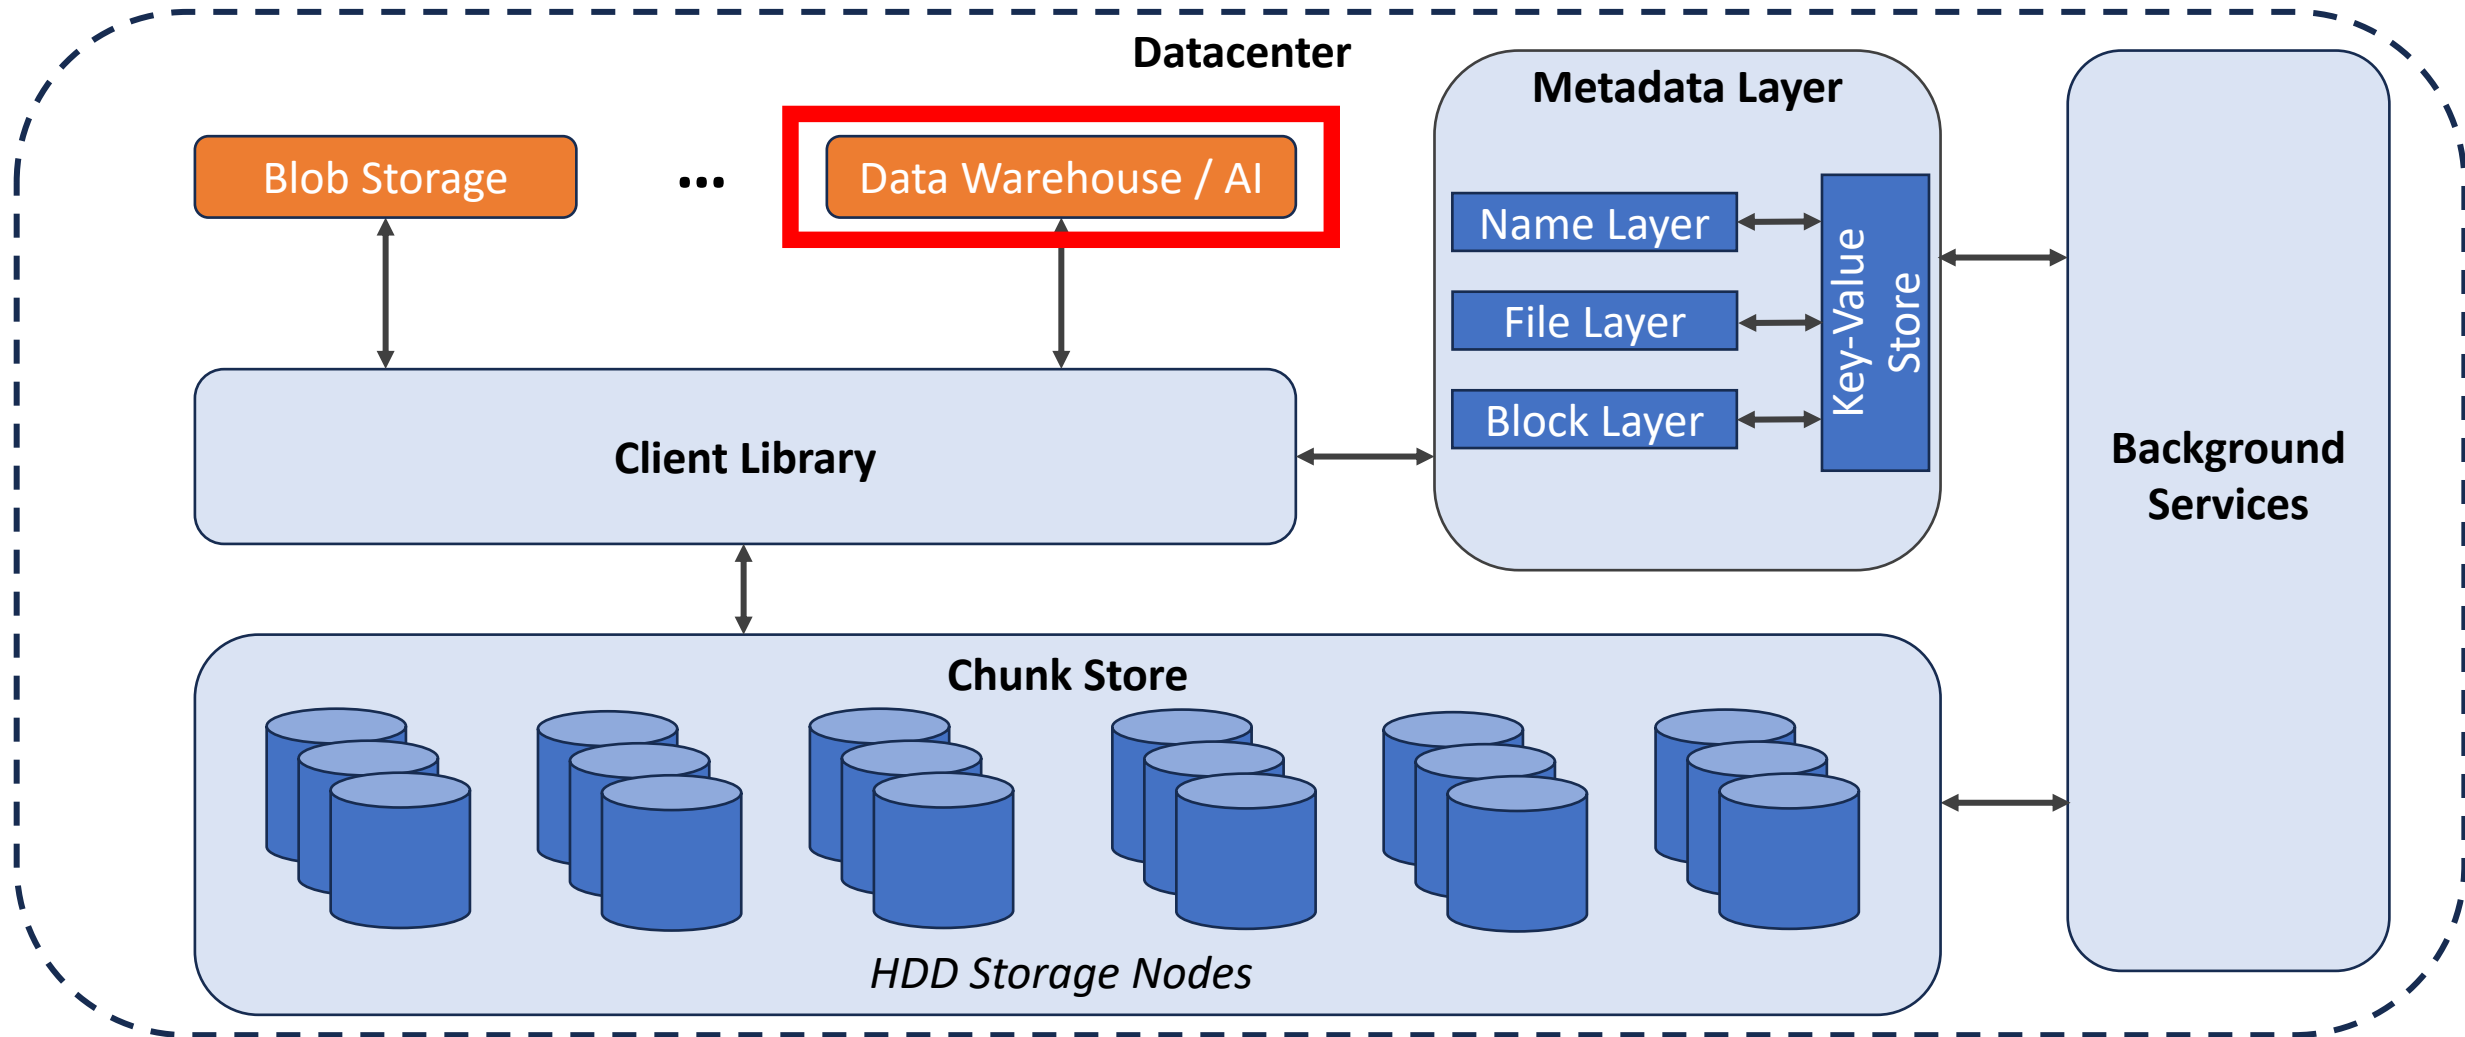 Datacenter
Blob Storage
...
Data Warehouse / AI
Metadata Layer
Name Layer
File Layer
Block Layer
Key-Value
Store
Client Library
Background
Services
Chunk Store
HDD Storage Nodes